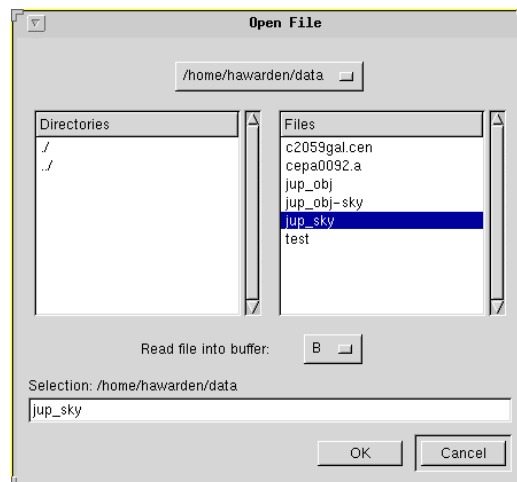 Open File
/home/hawarden/data
Directories
./
../
Files
c2059gal.cen
cepa0092.a
jup_obj
jup_obj-sky
jup_sky
test
Read file into buffer:
B
Selection: /home/hawarden/data
jup_sky
OK
Cancel